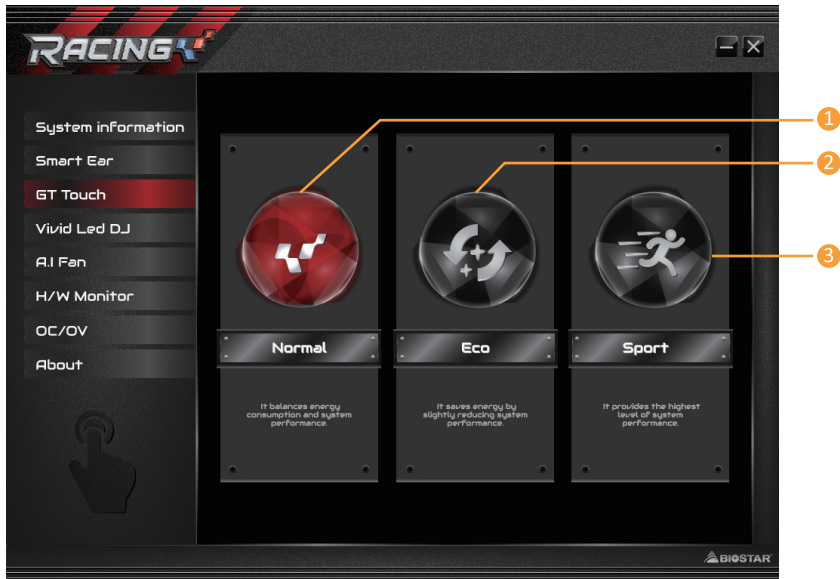 RACING
System information
Smart Ear
GT Touch
Vivid Led DJ
A.I Fan
H/W Monitor
OC/OV
About
Normal
It balances energy
consumption and system
performance.
Eco
It saves energy by
slightly reducing system
performance.
Sport
It provides the highest
level of system
performance.
1
2
3
BIOSTAR